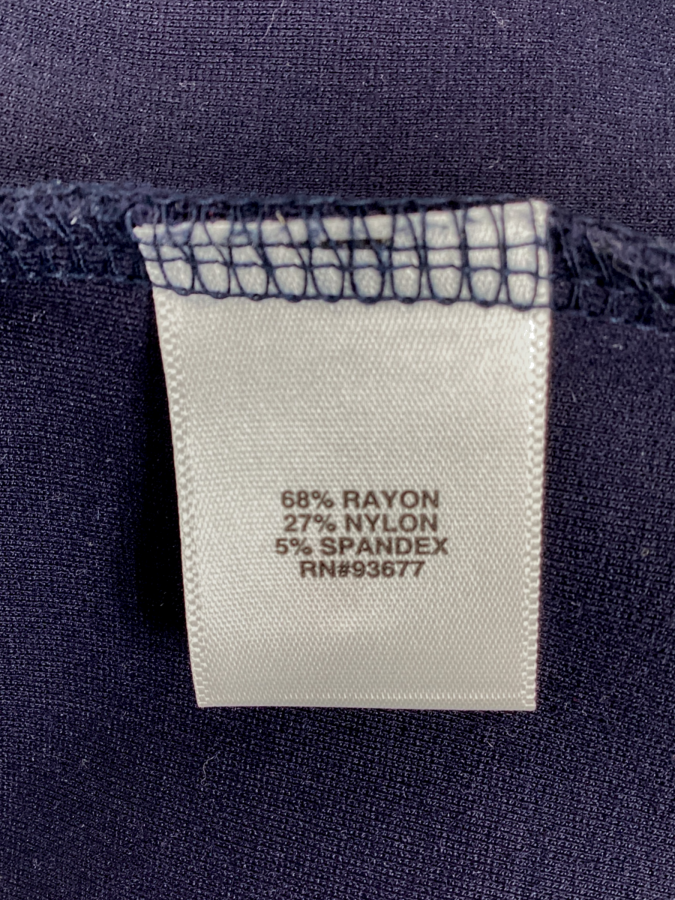 68% RAYON
27% NYLON
5% SPANDEX
RN#93677